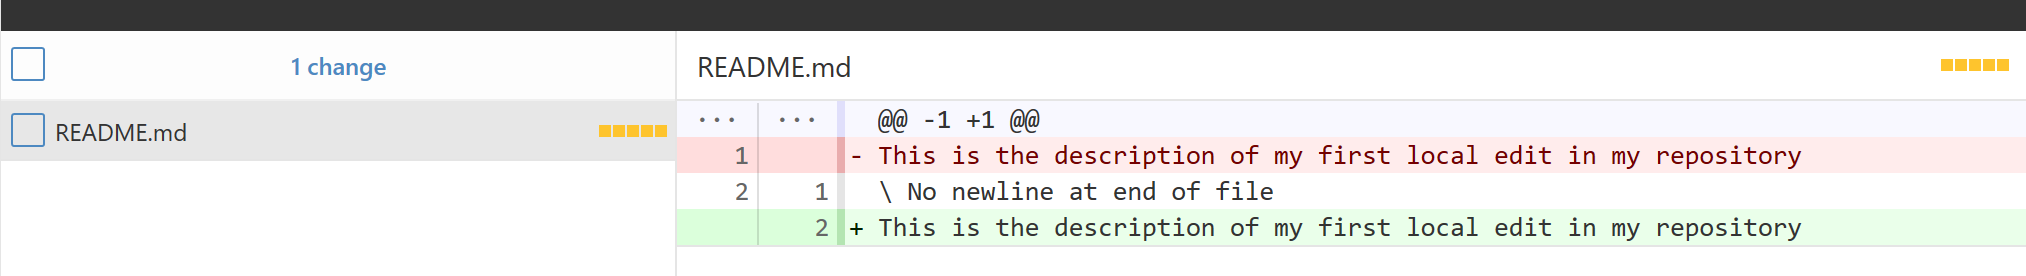 1 change
README.md
README.md
··· ··· @@ -1 +1 @@
1 - This is the description of my first local edit in my repository
2 1 \ No newline at end of file
2 + This is the description of my first local edit in my repository